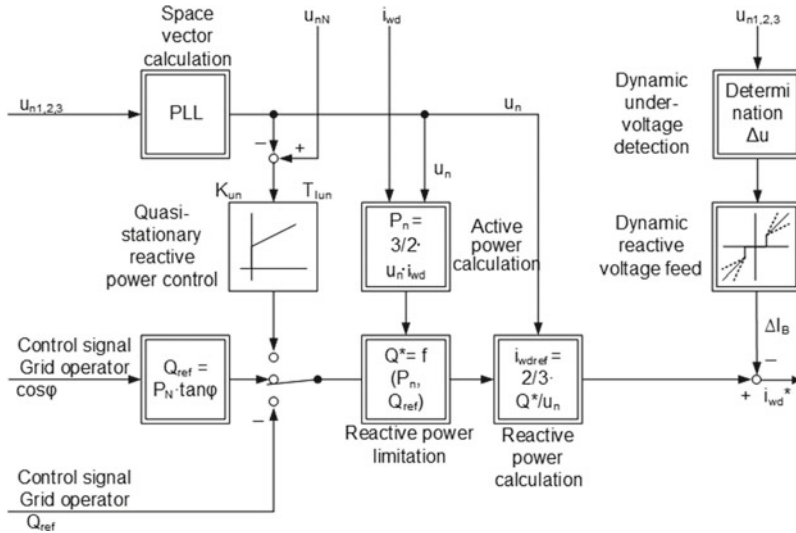 Space
vector
calculation
u_nN
i_wd
u_n1,2,3
u_n1,2,3
PLL
u_n
Dynamic
under-
voltage
detection
Determi
nation
Δu
−
+
u_n
K_un
T_Iun
Quasi-
stationary
reactive
power control
P_n =
3/2·
u_n·i_wd
Active
power
calculation
Dynamic
reactive
voltage feed
ΔI_B
Control signal
Grid operator
cosφ
Q_ref =
P_N·tanφ
Q*= f
(P_n,
Q_ref)
i_wdref =
2/3·
Q*/u_n
−
+
i_wd*
−
Reactive power
limitation
Reactive
power
calculation
Control signal
Grid operator
Q_ref